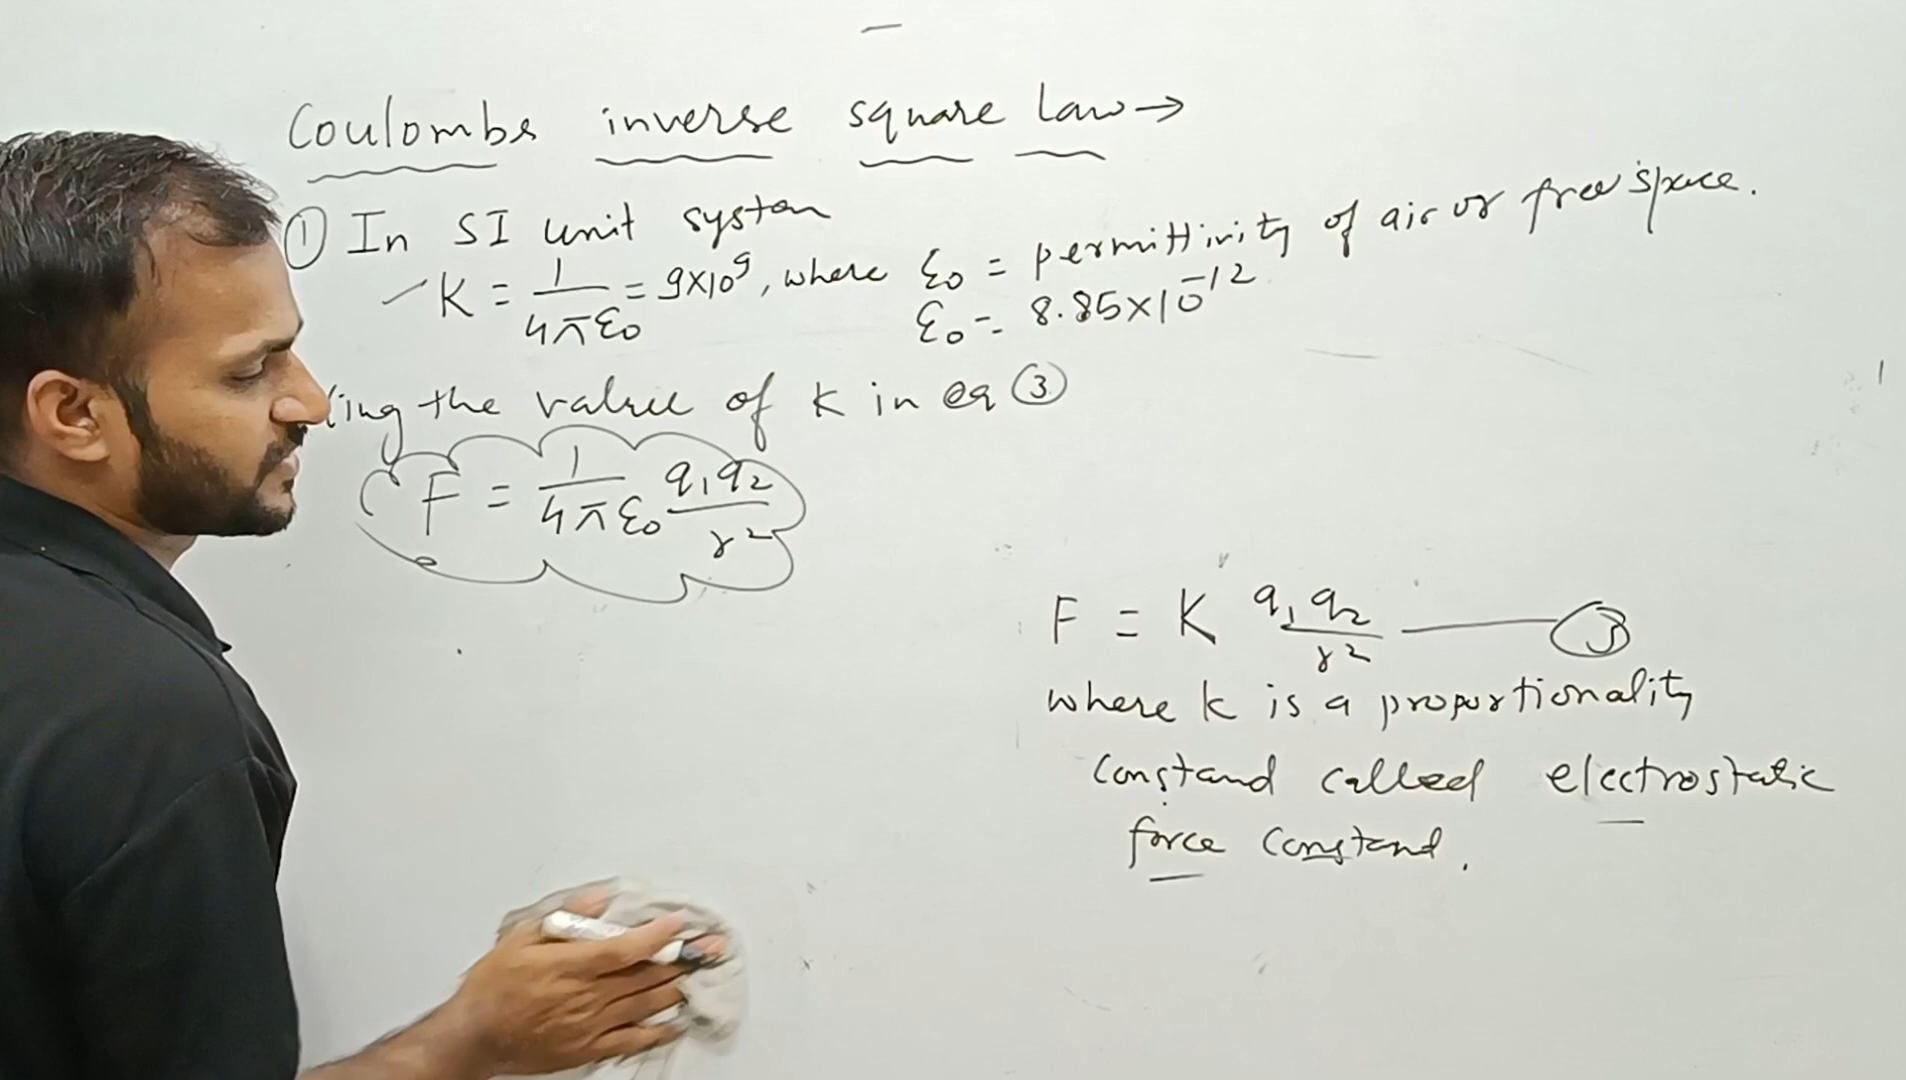 Coulombs inverse square Law→
① In SI unit systam
K = 1/4πε0 = 9×10⁹, where ε0 = permittivity of air or free space.
ε0 = 8.85×10⁻¹²
ting the value of K in eq ③
F = 1/4πε0 q1q2/r²
F = K q1q2/r² ——— ③
where K is a proportionality
constand called electrostatic
force constand.